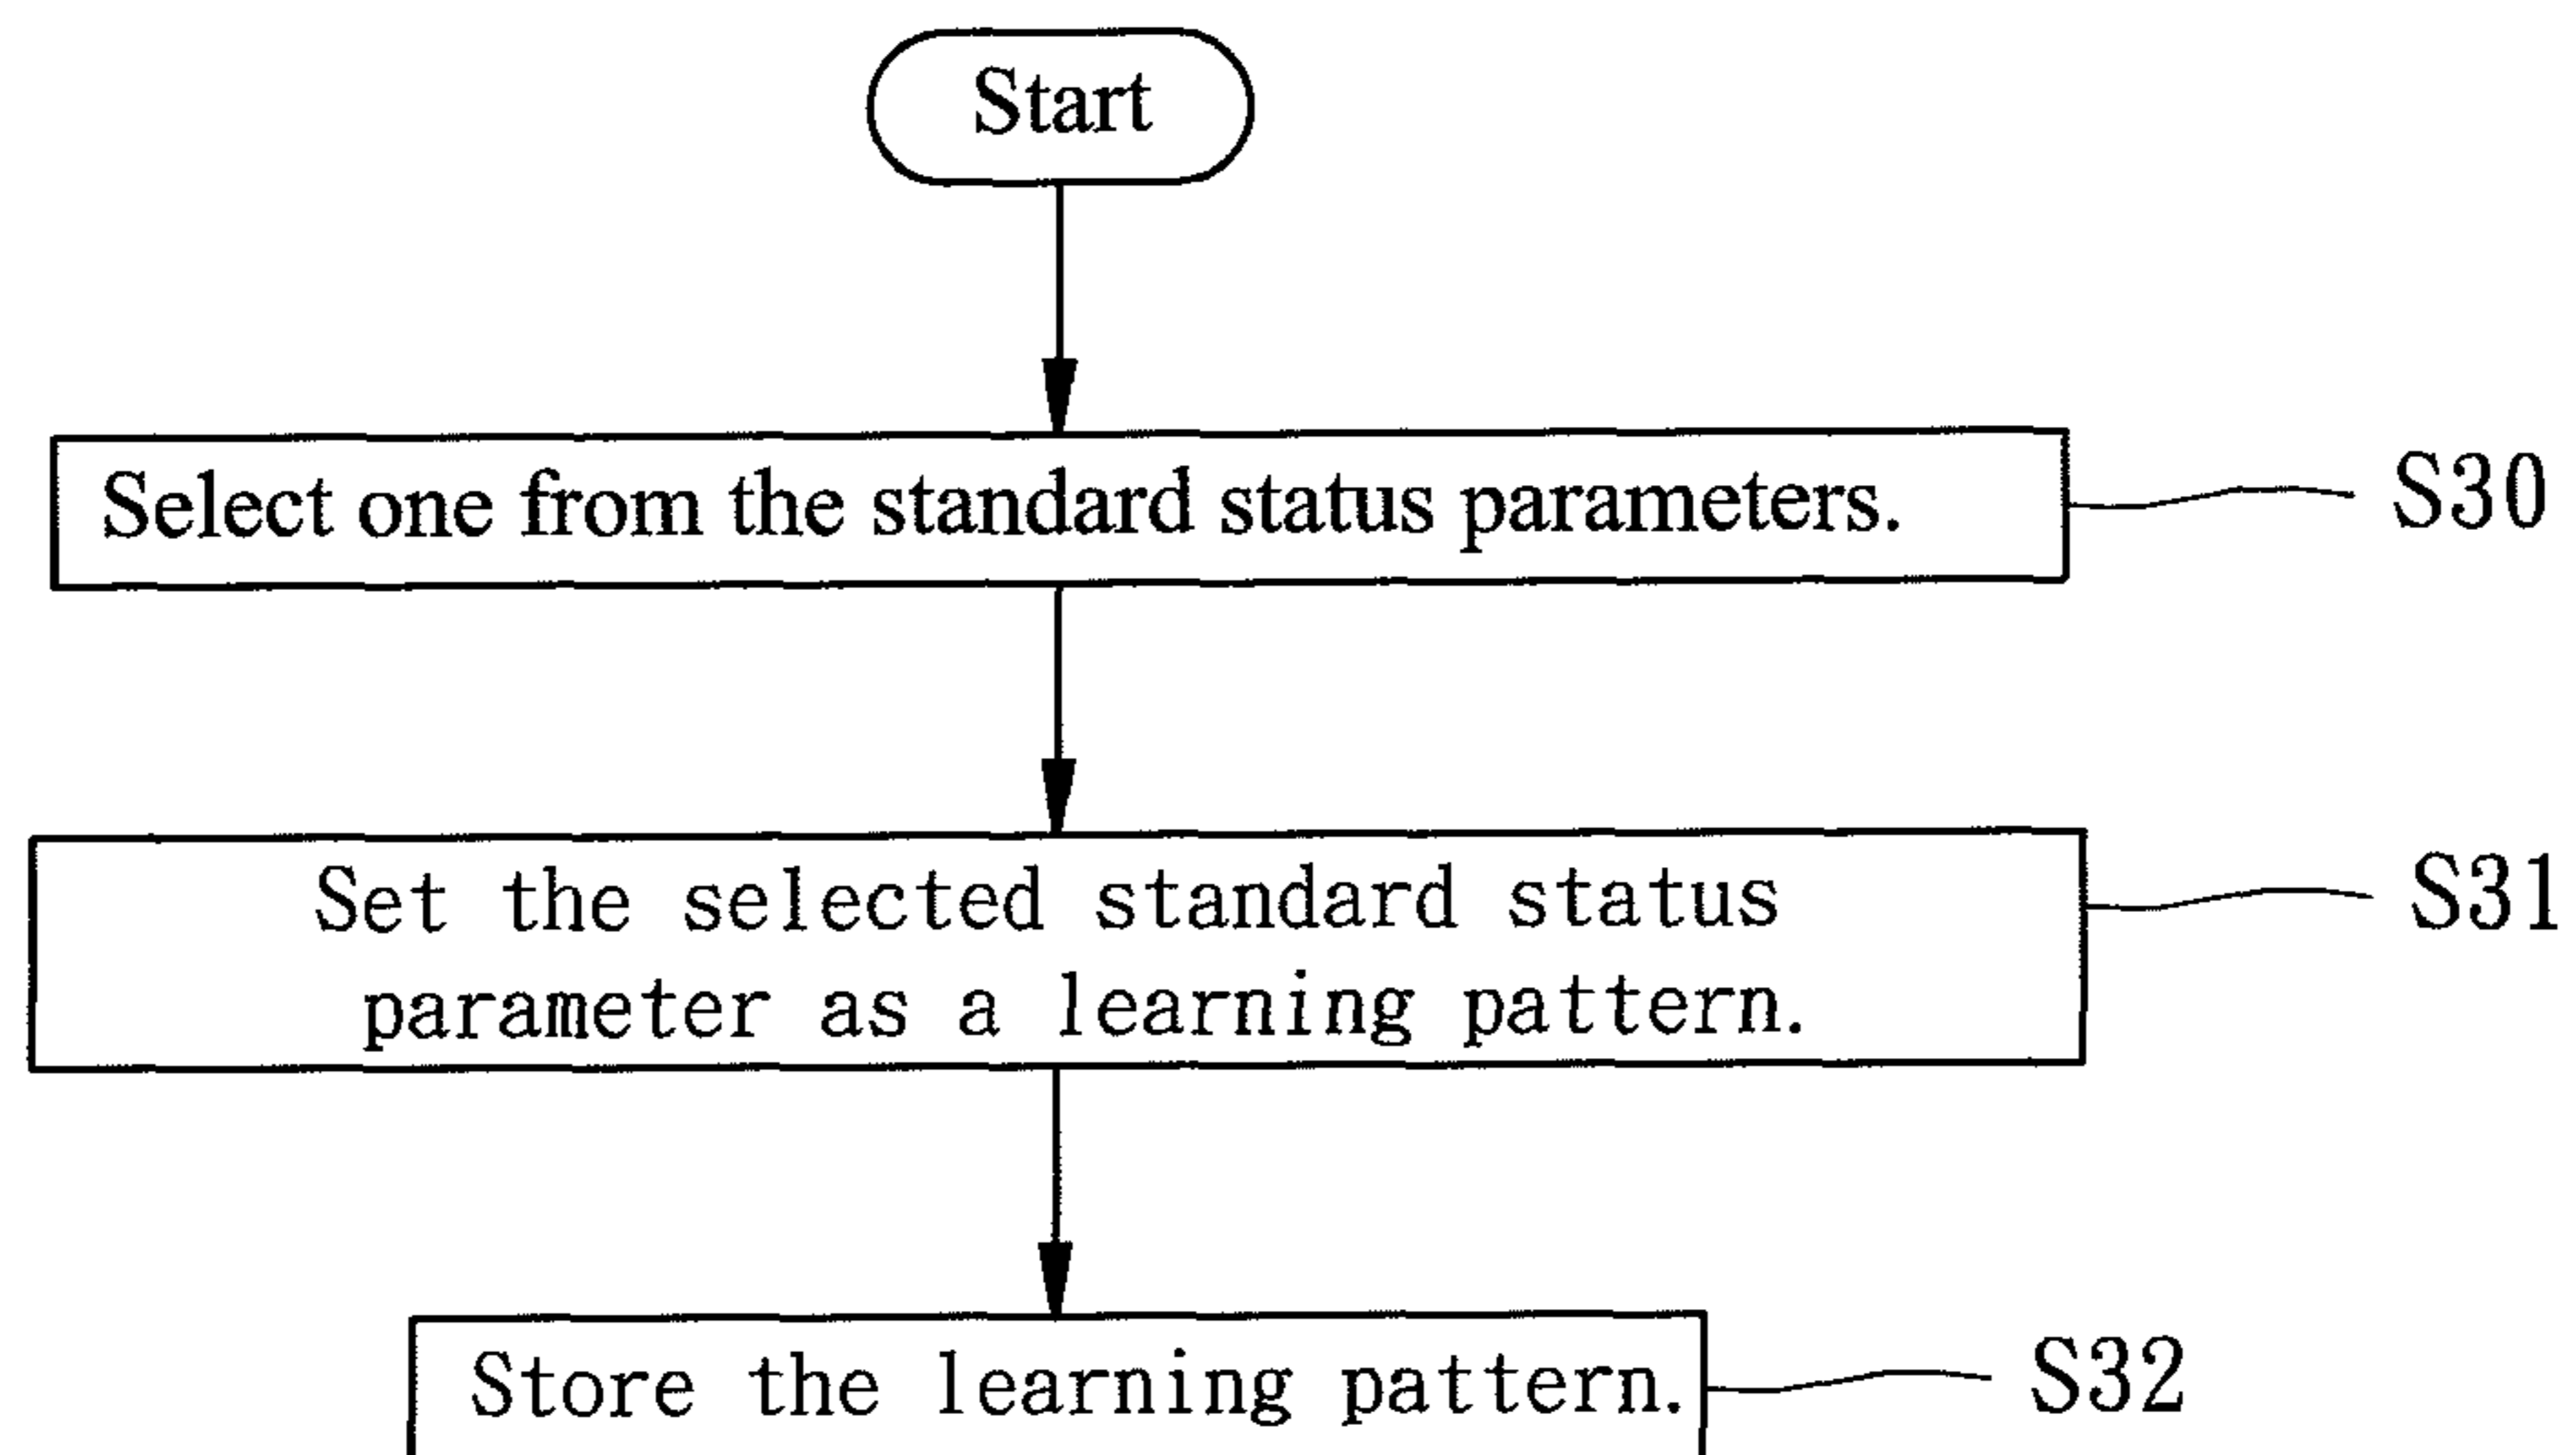 Start
Select one from the standard status parameters.
S30
Set the selected standard status
parameter as a learning pattern.
S31
Store the learning pattern.
S32